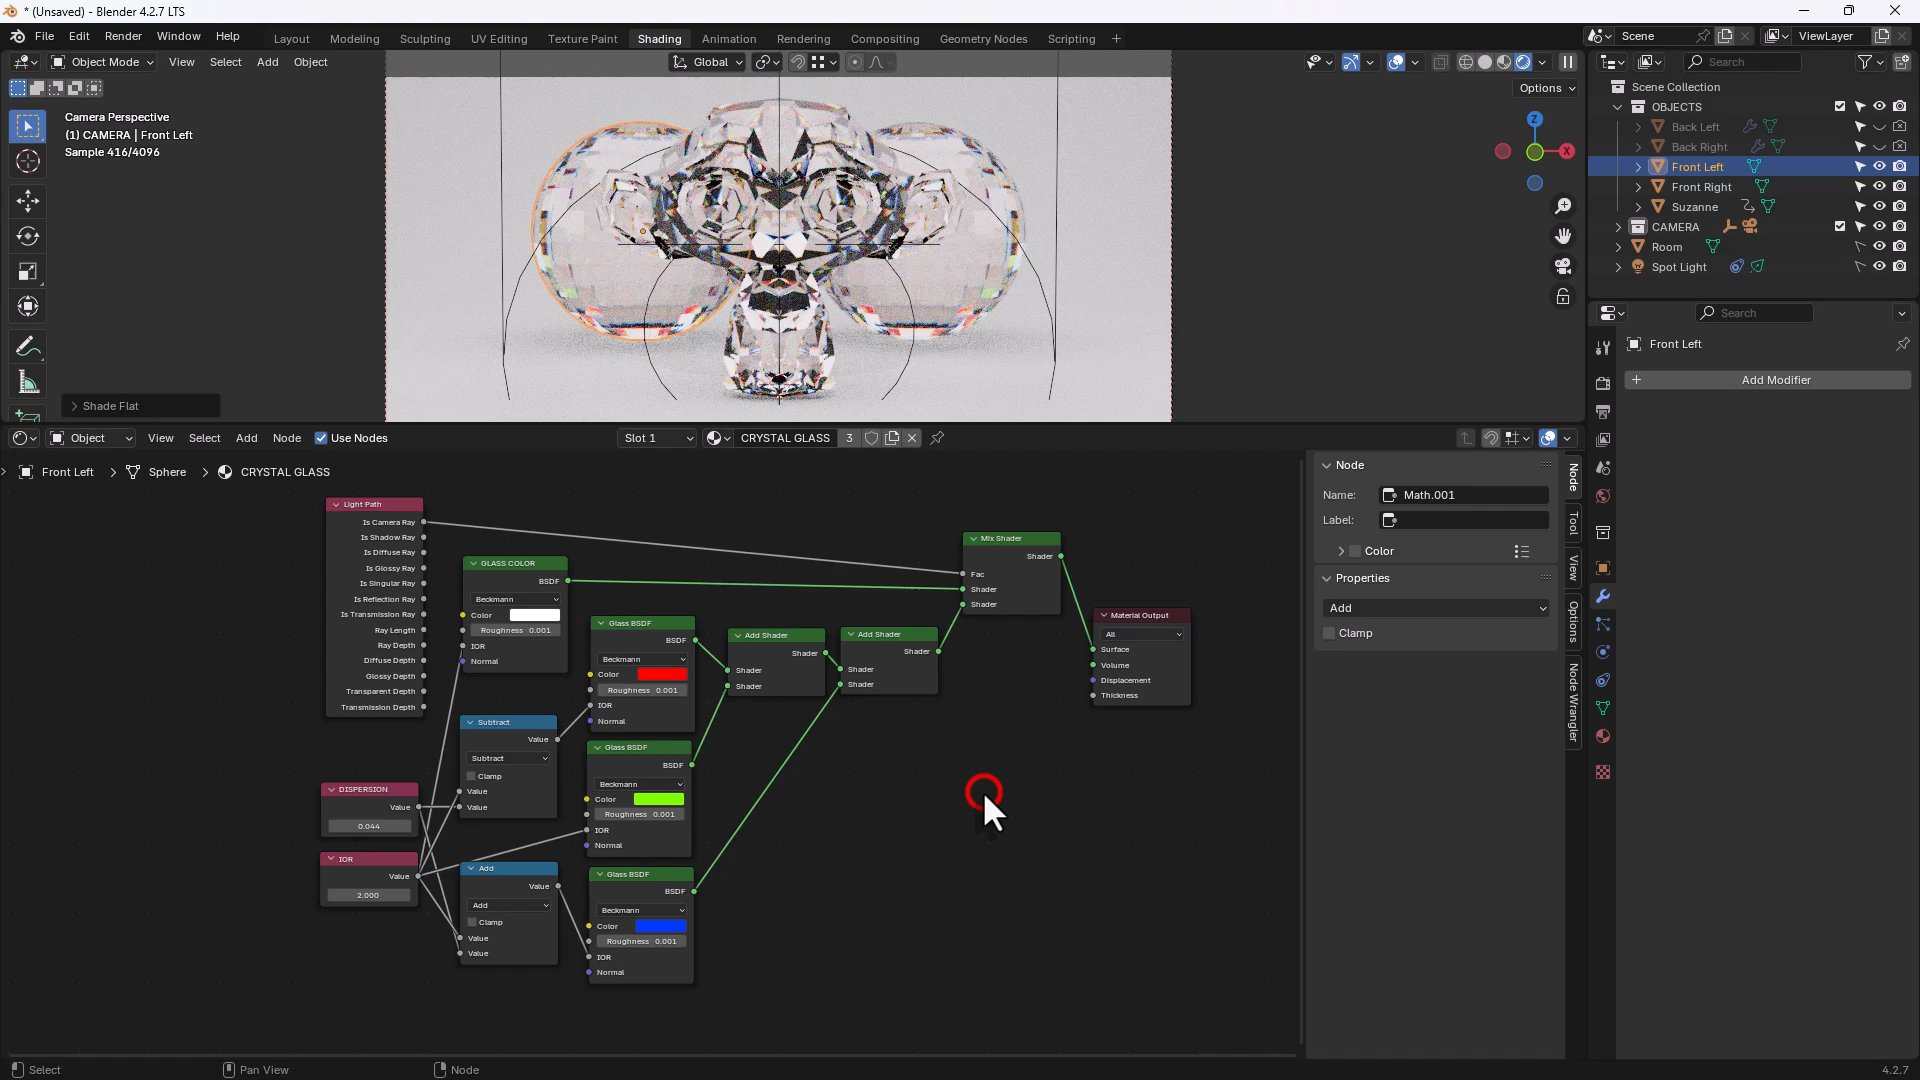 * (Unsaved) - Blender 4.2.7 LTS
File Edit Render Window Help Layout Modeling Sculpting UV Editing Texture Paint Shading Animation Rendering Compositing Geometry Nodes Scripting + Scene ViewLayer
Object Mode View Select Add Object Global Search
Options
Camera Perspective
(1) CAMERA | Front Left
Sample 416/4096
Z
X
Shade Flat
Scene Collection
OBJECTS
Back Left
Back Right
Front Left
Front Right
Suzanne
CAMERA
Room
Spot Light
Search
Front Left
Add Modifier
Object View Select Add Node Use Nodes Slot 1 CRYSTAL GLASS 3
Front Left Sphere CRYSTAL GLASS
Light Path
Is Camera Ray
Is Shadow Ray
Is Diffuse Ray
Is Glossy Ray
Is Singular Ray
Is Reflection Ray
Is Transmission Ray
Ray Length
Ray Depth
Diffuse Depth
Glossy Depth
Transparent Depth
Transmission Depth
GLASS COLOR
BSDF
Beckmann
Color
Roughness 0.001
IOR
Normal
Subtract
Value
Subtract
Clamp
Value
Value
DISPERSION
Value
0.044
IOR
Value
2.000
Add
Value
Add
Clamp
Value
Value
Glass BSDF
BSDF
Beckmann
Color
Roughness 0.001
IOR
Normal
Glass BSDF
BSDF
Beckmann
Color
Roughness 0.001
IOR
Normal
Glass BSDF
BSDF
Beckmann
Color
Roughness 0.001
IOR
Normal
Add Shader
Shader
Shader
Shader
Add Shader
Shader
Shader
Shader
Mix Shader
Shader
Fac
Shader
Shader
Material Output
All
Surface
Volume
Displacement
Thickness
Node
Name: Math.001
Label:
Color
Properties
Add
Clamp
Node
Tool
View
Options
Node Wrangler
Select Pan View Node 4.2.7